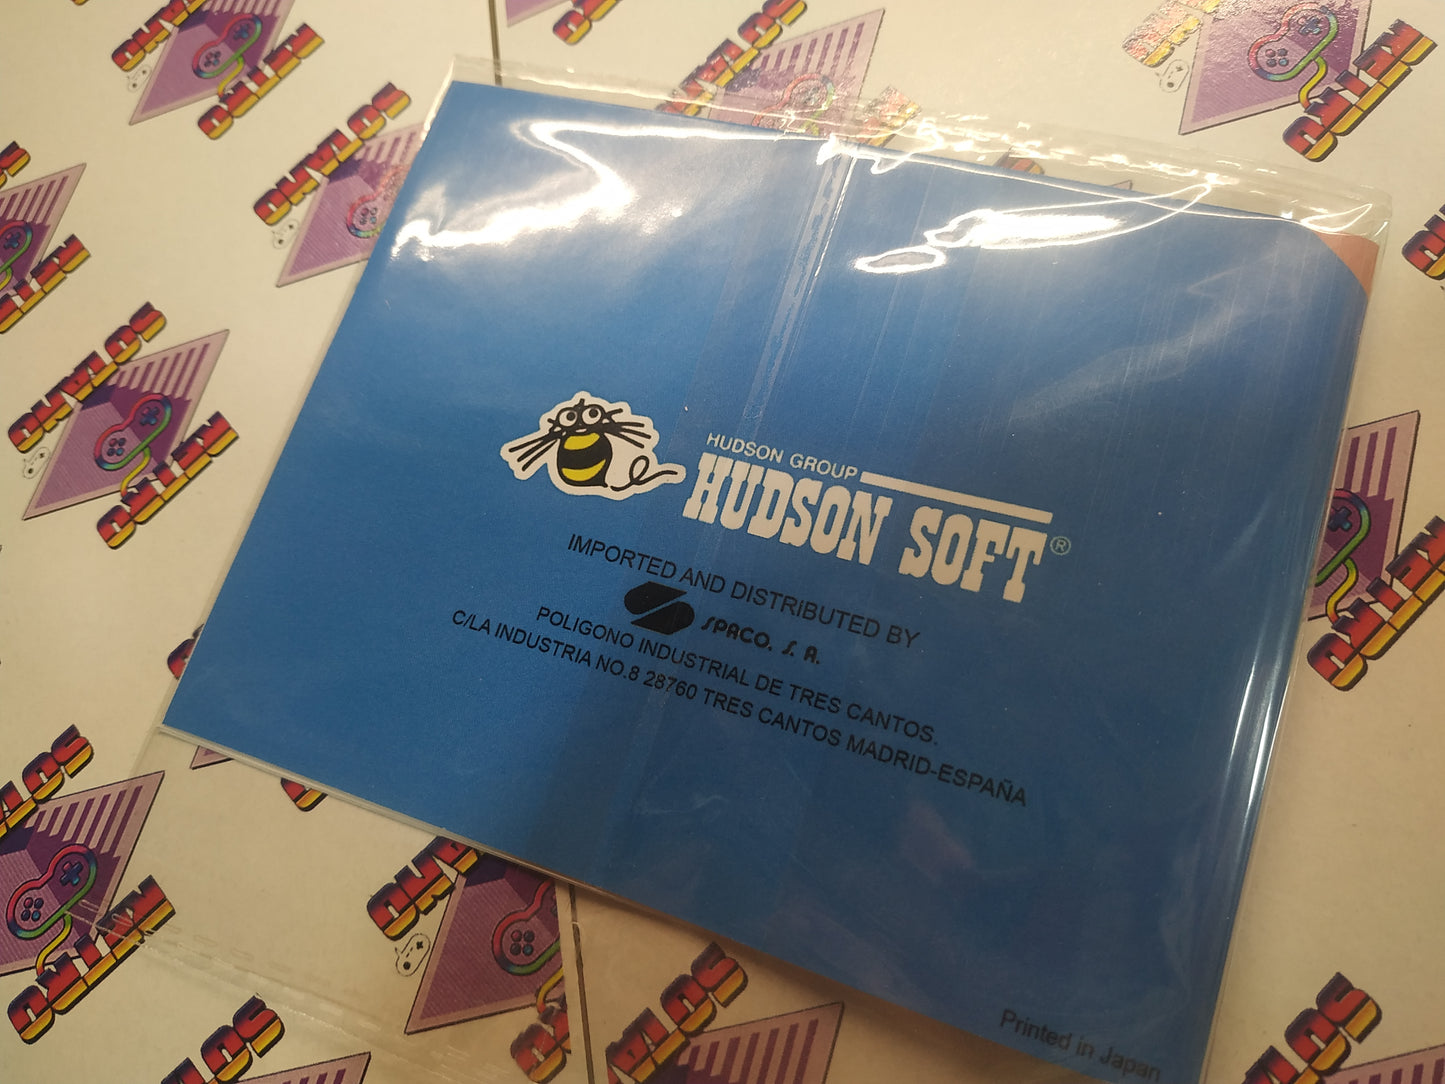 HUDSON GROUP
HUDSON SOFT®
IMPORTED AND DISTRIBUTED BY
SPACO, S. A.
POLIGONO INDUSTRIAL DE TRES CANTOS.
C/LA INDUSTRIA NO.8 28760 TRES CANTOS MADRID-ESPAÑA
Printed in Japan